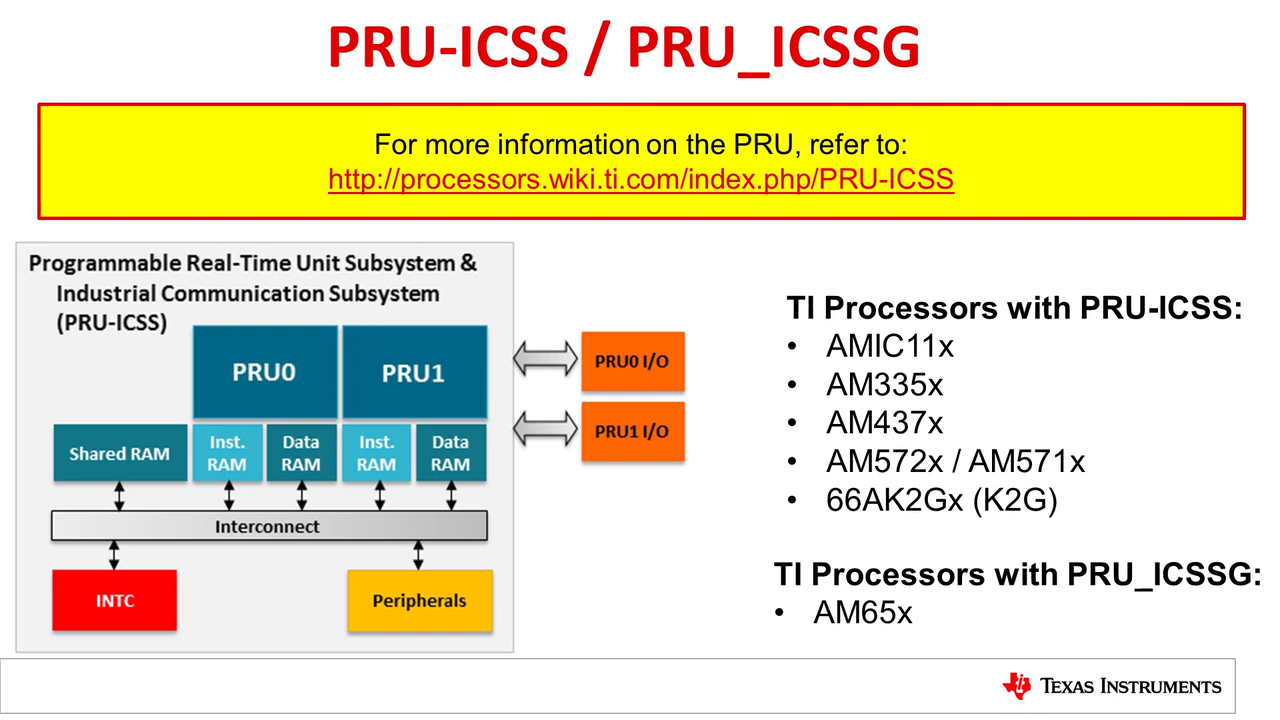 PRU-ICSS / PRU_ICSSG
For more information on the PRU, refer to:
http://processors.wiki.ti.com/index.php/PRU-ICSS
Programmable Real-Time Unit Subsystem &
Industrial Communication Subsystem
(PRU-ICSS)
PRU0
PRU1
Shared RAM
Inst.
RAM
Data
RAM
Inst.
RAM
Data
RAM
Interconnect
INTC
Peripherals
PRU0 I/O
PRU1 I/O
TI Processors with PRU-ICSS:
• AMIC11x
• AM335x
• AM437x
• AM572x / AM571x
• 66AK2Gx (K2G)
TI Processors with PRU_ICSSG:
• AM65x
TEXAS INSTRUMENTS